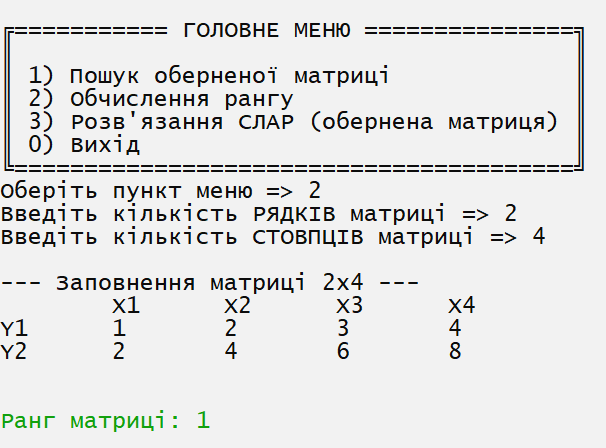 ╔=========== ГОЛОВНЕ МЕНЮ ===============╗
║ 1) Пошук оберненої матриці ║
║ 2) Обчислення рангу ║
║ 3) Розв'язання СЛАР (обернена матриця) ║
║ 0) Вихід ║
╚========================================╝
Оберіть пункт меню => 2
Введіть кількість РЯДКІВ матриці => 2
Введіть кількість СТОВПЦІВ матриці => 4
--- Заповнення матриці 2x4 ---
X1 X2 X3 X4
Y1 1 2 3 4
Y2 2 4 6 8
Ранг матриці: 1